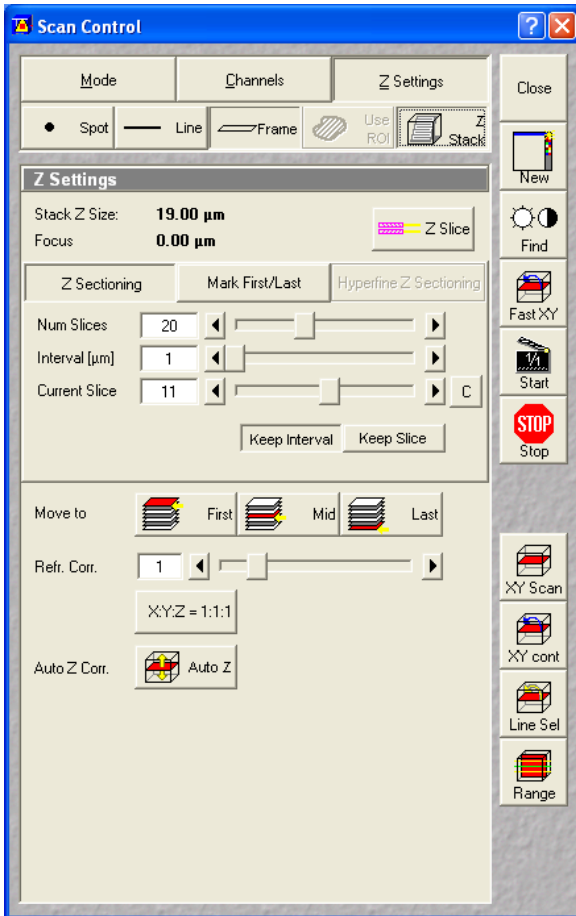 Scan Control
Mode
Channels
Z Settings
Close
Spot
Line
Frame
Use ROI
Z Stack
New
Z Settings
Stack Z Size: 19.00 µm
Focus 0.00 µm
Z Slice
Find
Z Sectioning
Mark First/Last
Hyperfine Z Sectioning
Fast XY
Num Slices 20
Interval [µm] 1
Current Slice 11 C
1/1
Start
Keep Interval
Keep Slice
STOP
Stop
Move to First Mid Last
Refr. Corr. 1
XY Scan
X:Y:Z = 1:1:1
Auto Z Corr. Auto Z
XY cont
Line Sel
Range